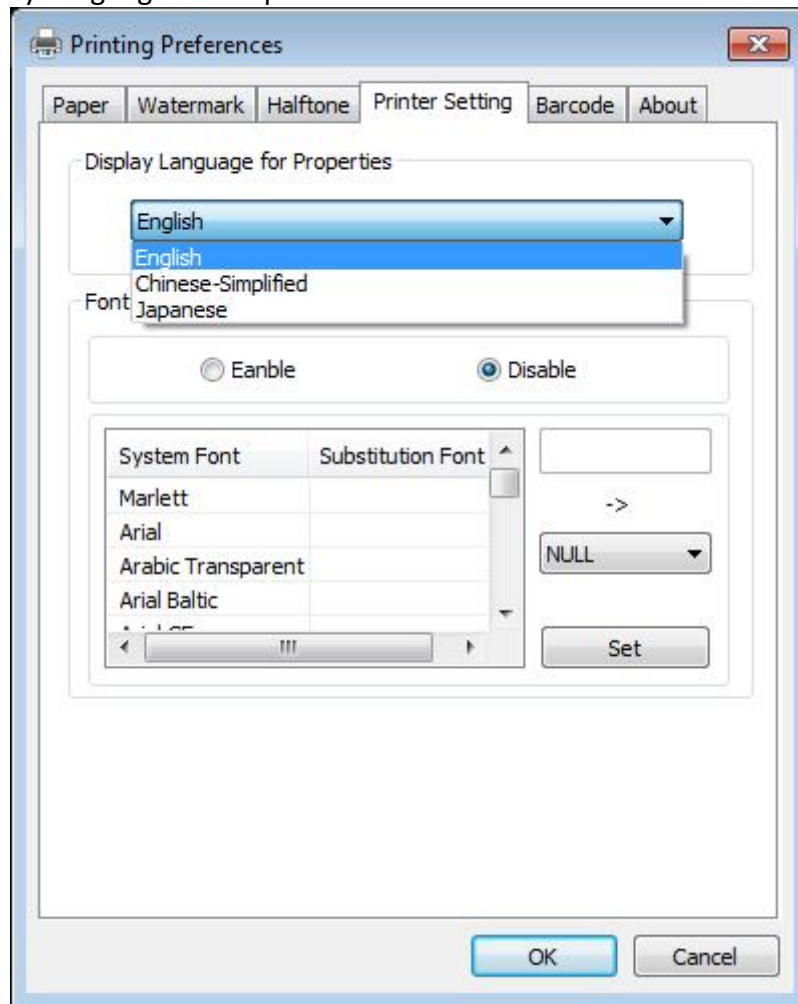 Printing Preferences
Paper Watermark Halftone Printer Setting Barcode About
Display Language for Properties
English
English
Chinese-Simplified
Font
Japanese
Eanble Disable
System Font Substitution Font
Marlett
->
Arial
Arabic Transparent
NULL
Arial Baltic
Set
OK Cancel